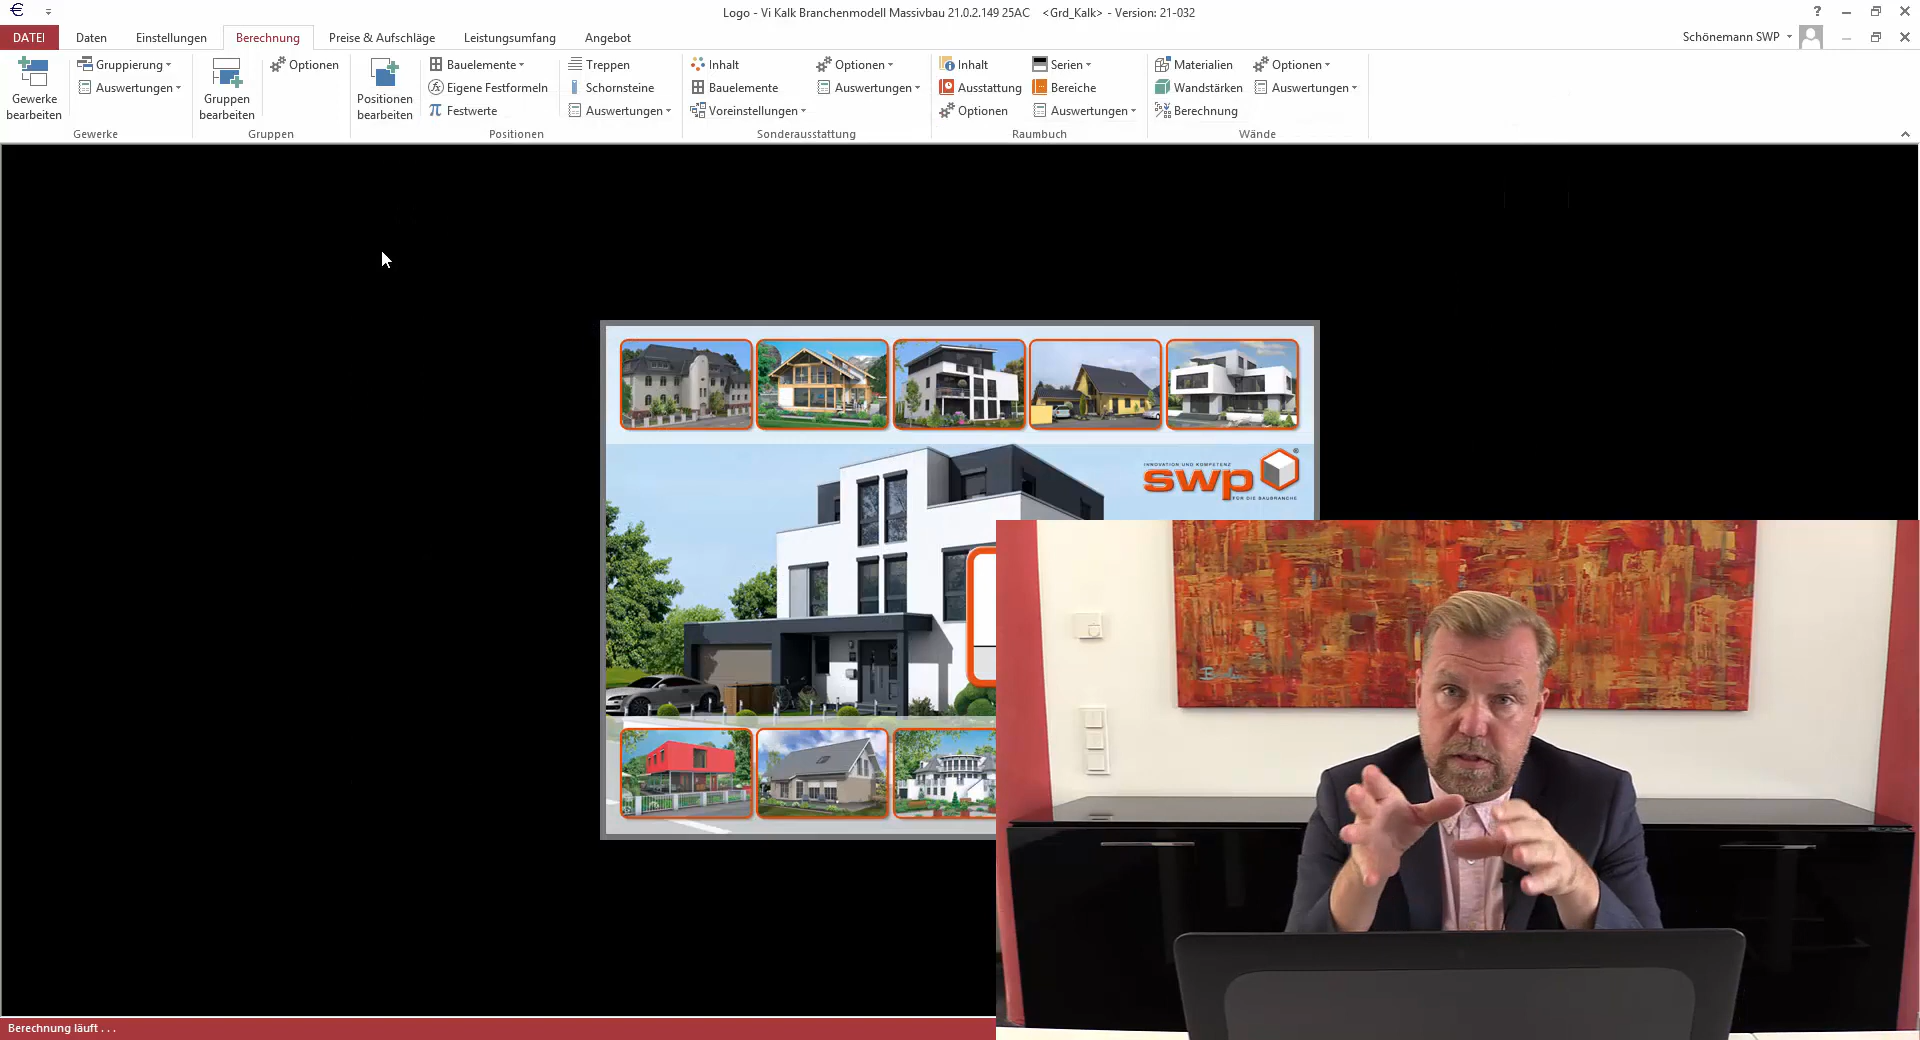 Logo - Vi Kalk Branchenmodell Massivbau 21.0.2.149 25AC <Grd_Kalk> - Version: 21-032
DATEI Daten Einstellungen Berechnung Preise & Aufschläge Leistungsumfang Angebot Schönemann SWP
Gewerke bearbeiten
Gruppierung
Auswertungen
Gewerke
Gruppen bearbeiten
Optionen
Gruppen
Positionen bearbeiten
Bauelemente
Eigene Festformeln
Festwerte
Treppen
Schornsteine
Auswertungen
Positionen
Inhalt
Bauelemente
Voreinstellungen
Optionen
Auswertungen
Sonderausstattung
Inhalt
Ausstattung
Optionen
Serien
Bereiche
Auswertungen
Raumbuch
Materialien
Wandstärken
Berechnung
Optionen
Auswertungen
Wände
INNOVATION UND KOMPETENZ
swp
FÜR DIE BAUBRANCHE
Berechnung läuft . . .